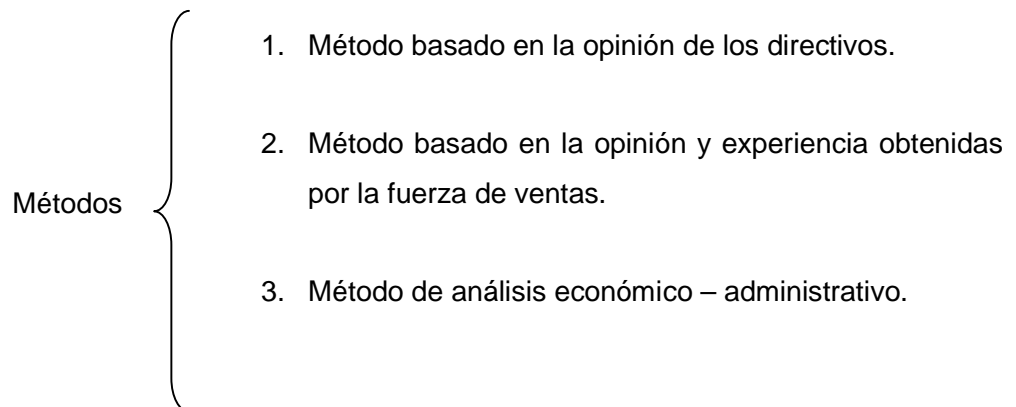 1. Método basado en la opinión de los directivos.
2. Método basado en la opinión y experiencia obtenidas
por la fuerza de ventas.
Métodos
3. Método de análisis económico – administrativo.